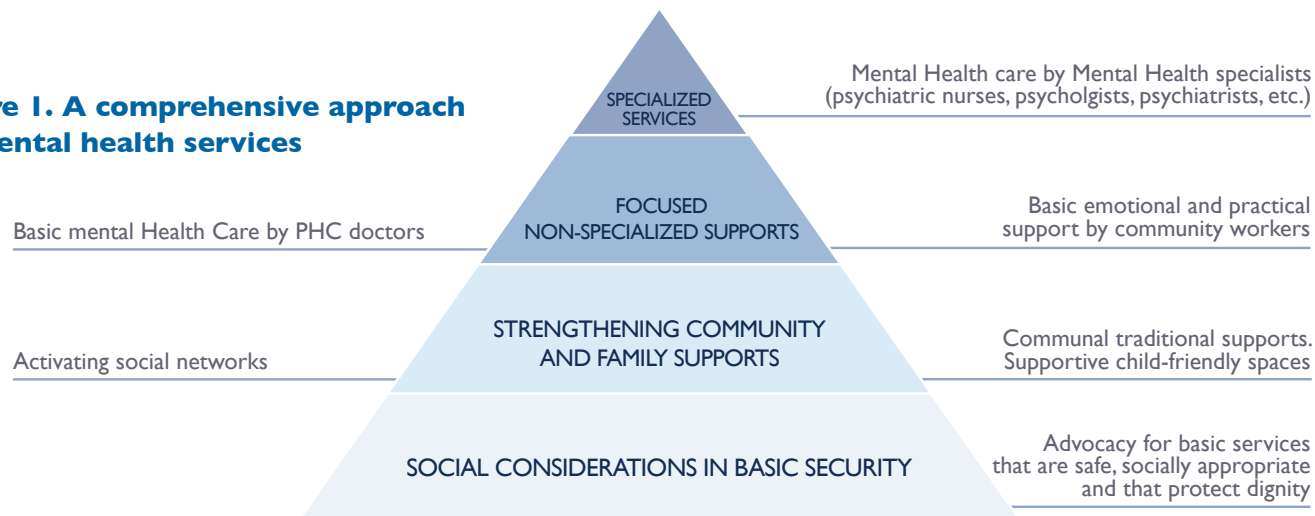 re 1. A comprehensive approach
ental health services
SPECIALIZED
SERVICES
Mental Health care by Mental Health specialists
(psychiatric nurses, psycholgists, psychiatrists, etc.)
FOCUSED
NON-SPECIALIZED SUPPORTS
Basic mental Health Care by PHC doctors
Basic emotional and practical
support by community workers
STRENGTHENING COMMUNITY
AND FAMILY SUPPORTS
Activating social networks
Communal traditional supports.
Supportive child-friendly spaces
SOCIAL CONSIDERATIONS IN BASIC SECURITY
Advocacy for basic services
that are safe, socially appropriate
and that protect dignity